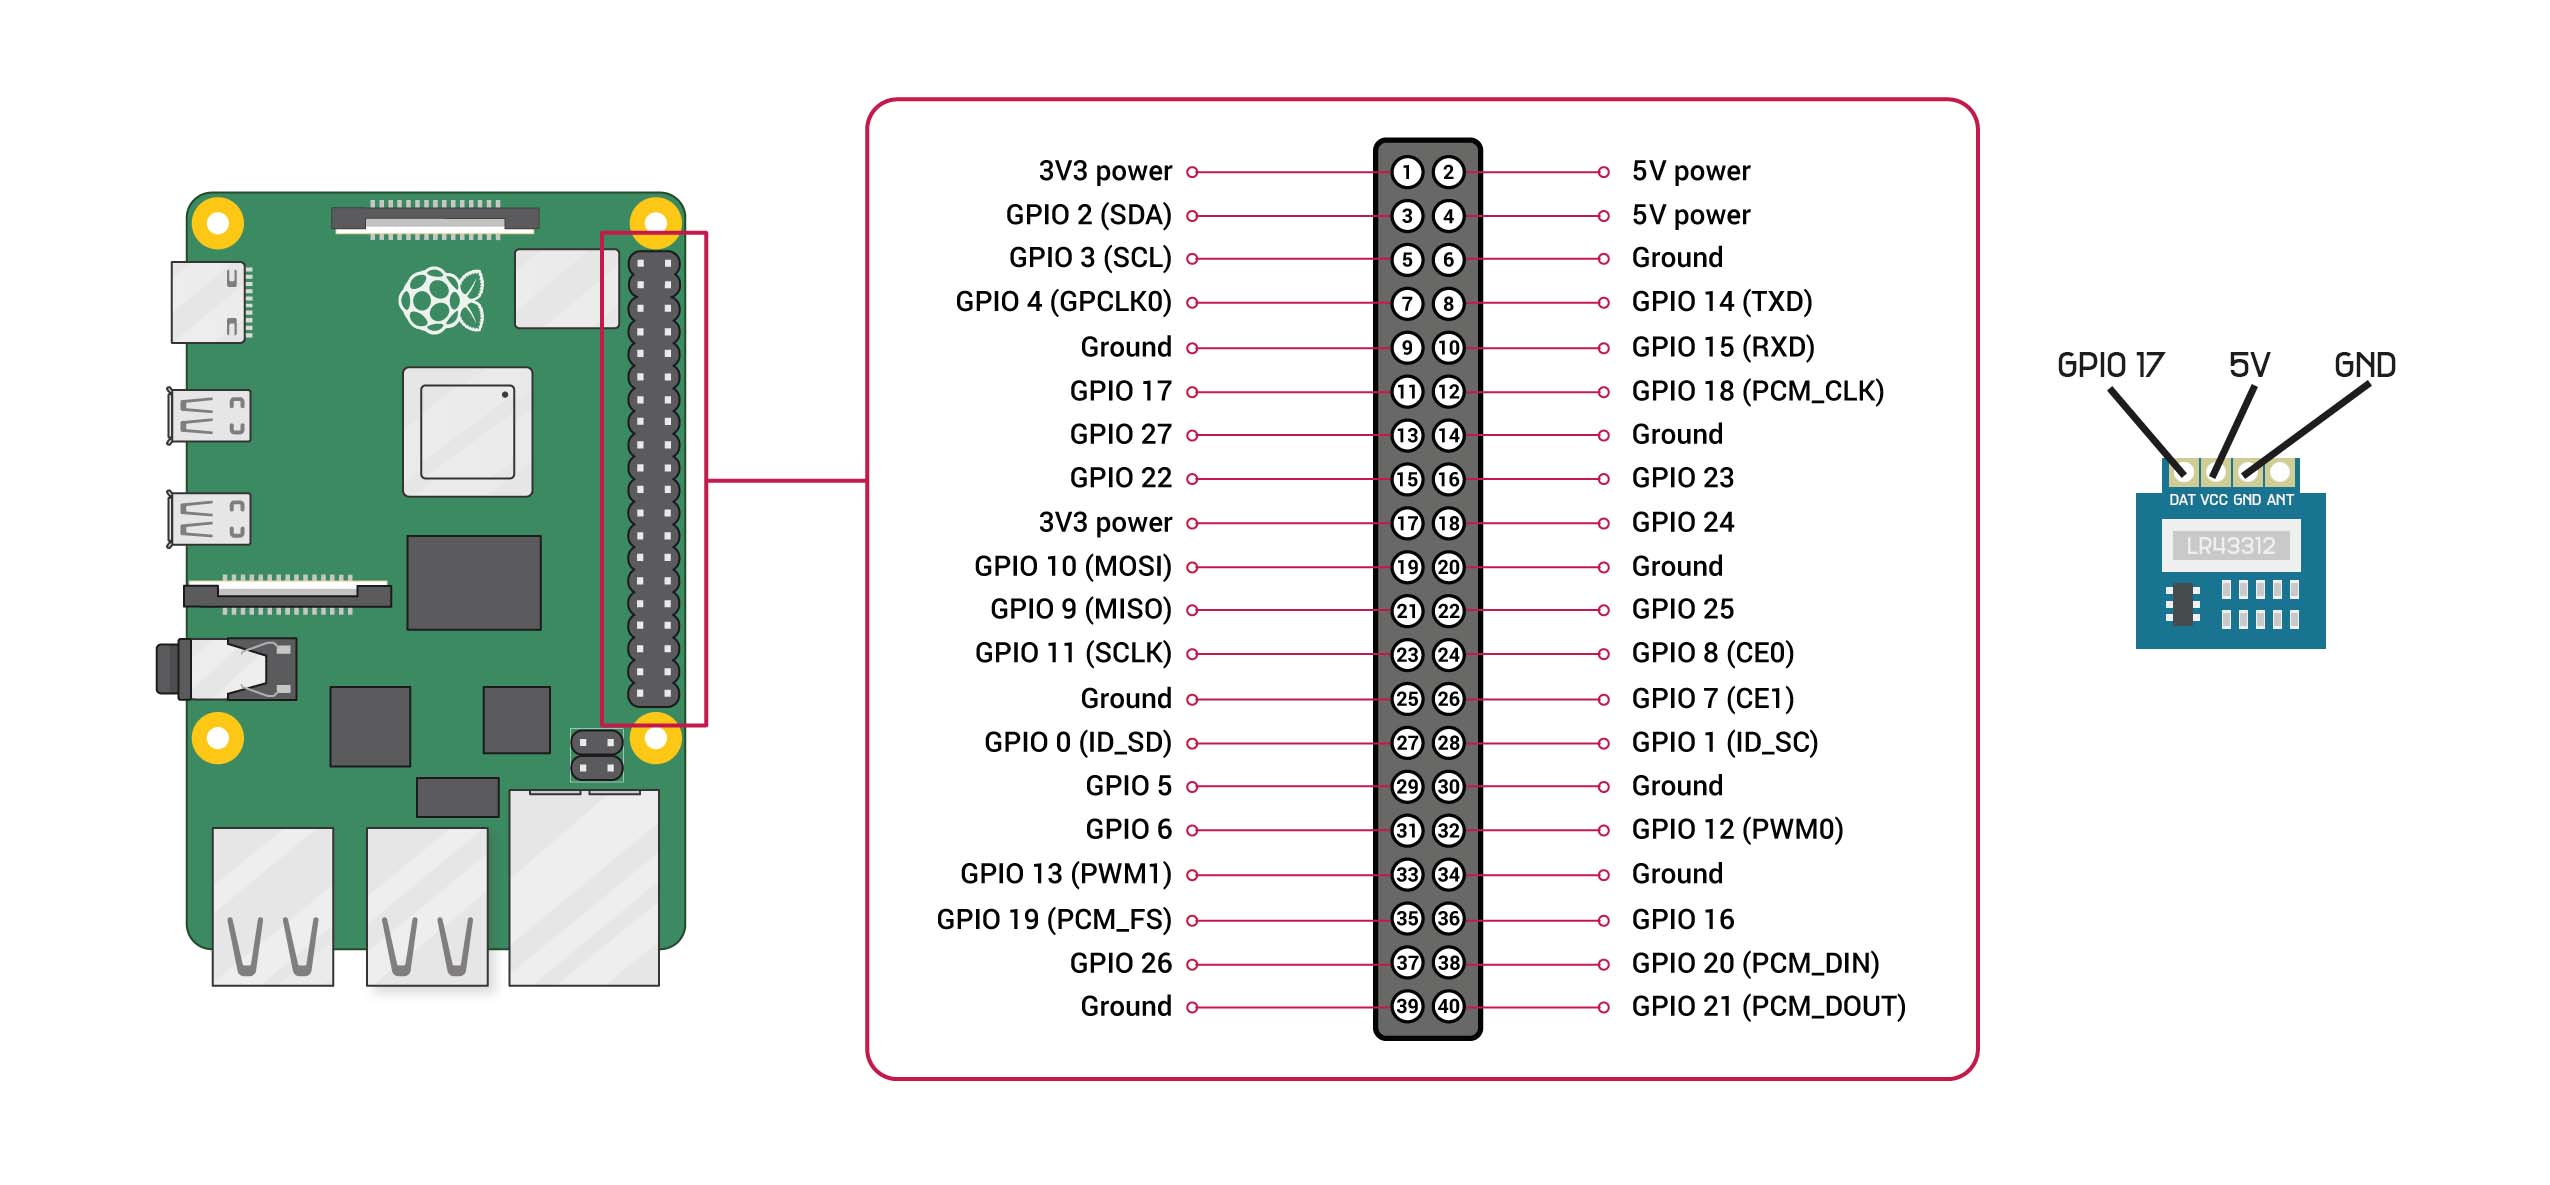 3V3 power 1 2 5V power
GPIO 2 (SDA) 3 4 5V power
GPIO 3 (SCL) 5 6 Ground
GPIO 4 (GPCLK0) 7 8 GPIO 14 (TXD)
Ground 9 10 GPIO 15 (RXD)
GPIO 17 11 12 GPIO 18 (PCM_CLK)
GPIO 27 13 14 Ground
GPIO 22 15 16 GPIO 23
3V3 power 17 18 GPIO 24
GPIO 10 (MOSI) 19 20 Ground
GPIO 9 (MISO) 21 22 GPIO 25
GPIO 11 (SCLK) 23 24 GPIO 8 (CE0)
Ground 25 26 GPIO 7 (CE1)
GPIO 0 (ID_SD) 27 28 GPIO 1 (ID_SC)
GPIO 5 29 30 Ground
GPIO 6 31 32 GPIO 12 (PWM0)
GPIO 13 (PWM1) 33 34 Ground
GPIO 19 (PCM_FS) 35 36 GPIO 16
GPIO 26 37 38 GPIO 20 (PCM_DIN)
Ground 39 40 GPIO 21 (PCM_DOUT)
GPIO 17 5V GND
DAT VCC GND ANT
LR43312